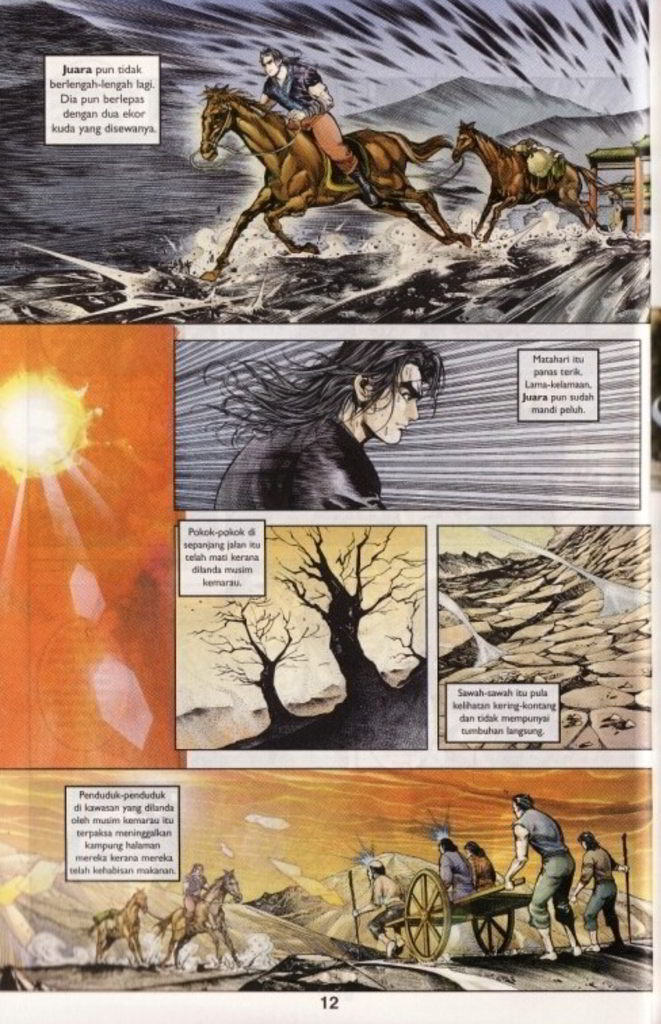 Juara pun tidak
berlengah-lengah lagi.
Dia pun berlepas
dengan dua ekor
kuda yang disewanya.
Matahari itu
panas terik.
Lama-kelamaan,
Juara pun sudah
mandi peluh.
Pokok-pokok di
sepanjang jalan itu
telah mati kerana
dilanda musim
kemarau.
Sawah-sawah itu pula
kelihatan kering-kontang
dan tidak mempunyai
tumbuhan langsung.
Penduduk-penduduk
di kawasan yang dilanda
oleh musim kemarau itu
terpaksa meninggalkan
kampung halaman
mereka kerana mereka
telah kehabisan makanan.
12